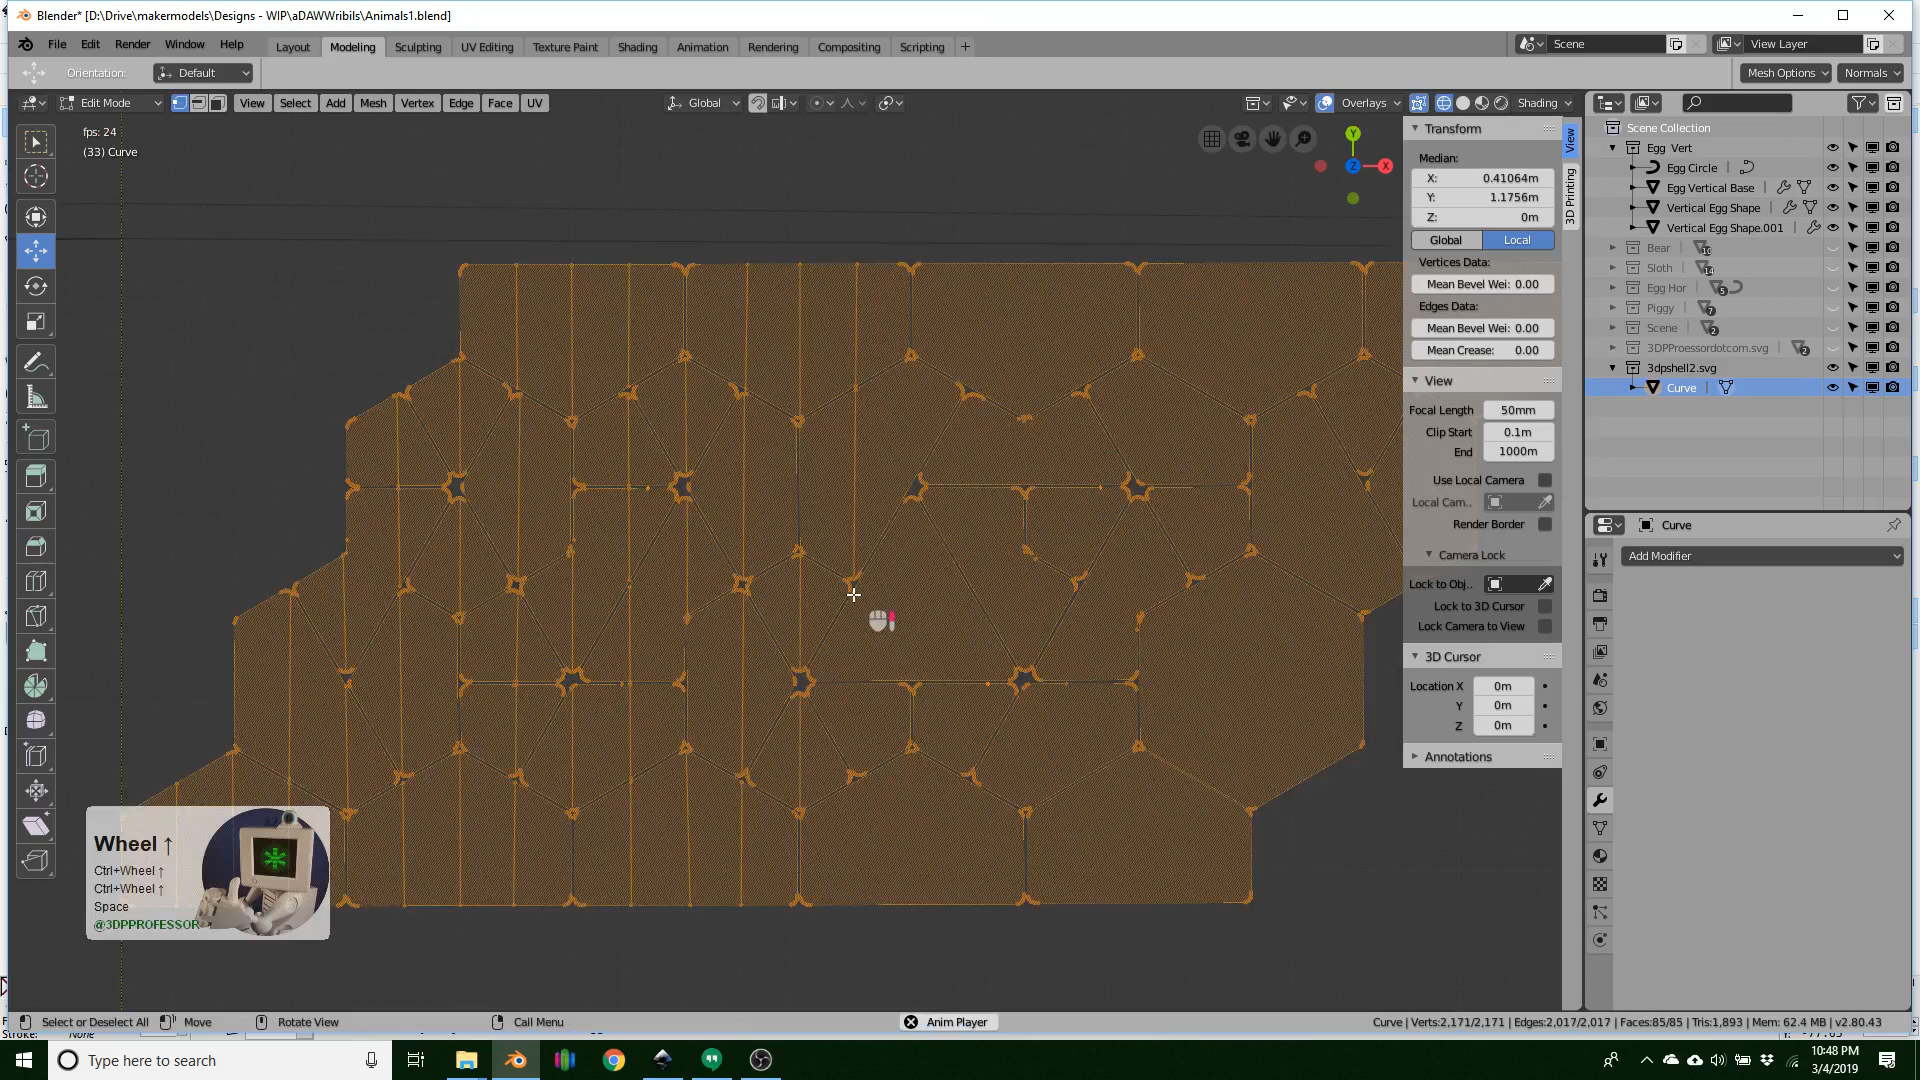 Blender* [D:\Drive\makermodels\Designs - WIP\aDAWWribils\Animals1.blend]
File Edit Render Window Help Layout Modeling Sculpting UV Editing Texture Paint Shading Animation Rendering Compositing Scripting + Scene View Layer
Orientation: Default Mesh Options Normals
Edit Mode View Select Add Mesh Vertex Edge Face UV Global Overlays Shading
fps: 24
(33) Curve
Y
Z
X
Transform
Median:
X: 0.41064m
Y: 1.1756m
Z: 0m
Global Local
Vertices Data:
Mean Bevel Wei: 0.00
Edges Data:
Mean Bevel Wei: 0.00
Mean Crease: 0.00
View
Focal Length 50mm
Clip Start 0.1m
End 1000m
Use Local Camera
Local Cam..
Render Border
Camera Lock
Lock to Obj..
Lock to 3D Cursor
Lock Camera to View
3D Cursor
Location X 0m
Y 0m
Z 0m
Annotations
View
3D Printing
Scene Collection
Egg Vert
Egg Circle
Egg Vertical Base
Vertical Egg Shape
Vertical Egg Shape.001
Bear 10
Sloth 14
Egg Hor 5
Piggy 7
Scene 2
3DPProessordotcom.svg 2
3dpshell2.svg
Curve
Curve
Add Modifier
Wheel ↑
Ctrl+Wheel ↑
Ctrl+Wheel ↑
Space
@3DPPROFESSOR
Select or Deselect All Move Rotate View Call Menu Anim Player Curve | Verts:2,171/2,171 | Edges:2,017/2,017 | Faces:85/85 | Tris:1,893 | Mem: 62.4 MB | v2.80.43
Stroke: None
Type here to search
10:48 PM
3/4/2019